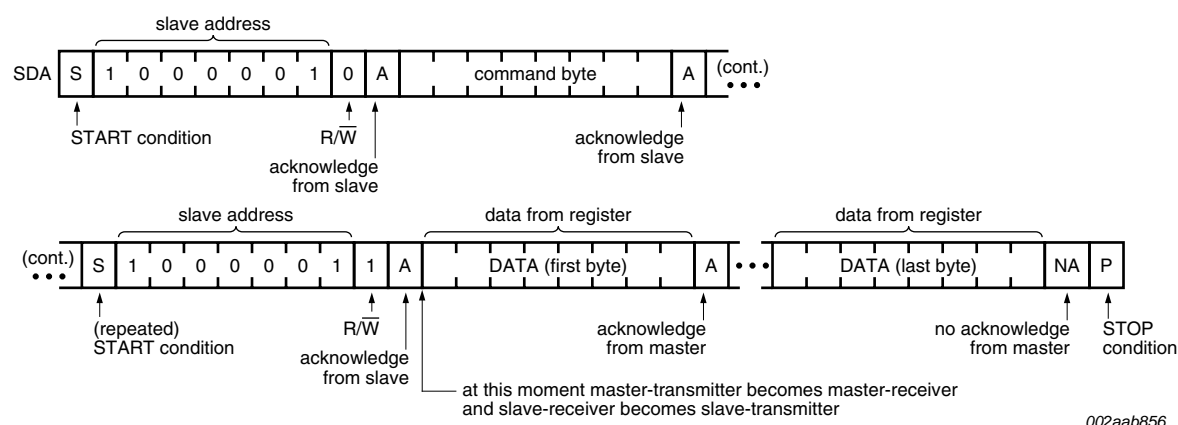 slave address
SDA S 1 0 0 0 0 0 1 0 A command byte A (cont.)
START condition
R/W
acknowledge
from slave
acknowledge
from slave
slave address
data from register
data from register
(cont.) S 1 0 0 0 0 0 1 1 A DATA (first byte) A DATA (last byte) NA P
(repeated)
START condition
R/W
acknowledge
from slave
acknowledge
from master
no acknowledge
from master
STOP
condition
at this moment master-transmitter becomes master-receiver
and slave-receiver becomes slave-transmitter
002aab856